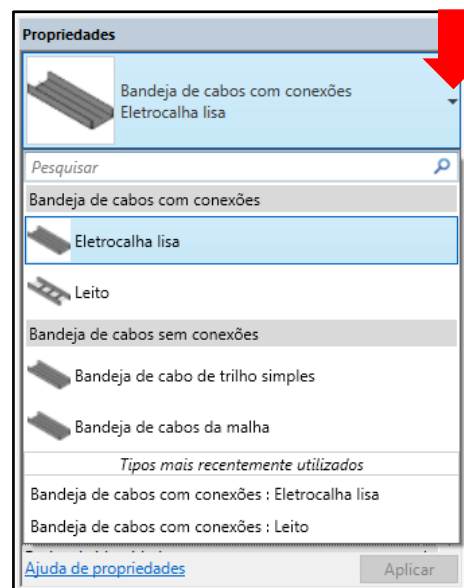 Propriedades
Bandeja de cabos com conexões
Eletrocalha lisa
Pesquisar
Bandeja de cabos com conexões
Eletrocalha lisa
Leito
Bandeja de cabos sem conexões
Bandeja de cabo de trilho simples
Bandeja de cabos da malha
Tipos mais recentemente utilizados
Bandeja de cabos com conexões : Eletrocalha lisa
Bandeja de cabos com conexões : Leito
Ajuda de propriedades
Aplicar